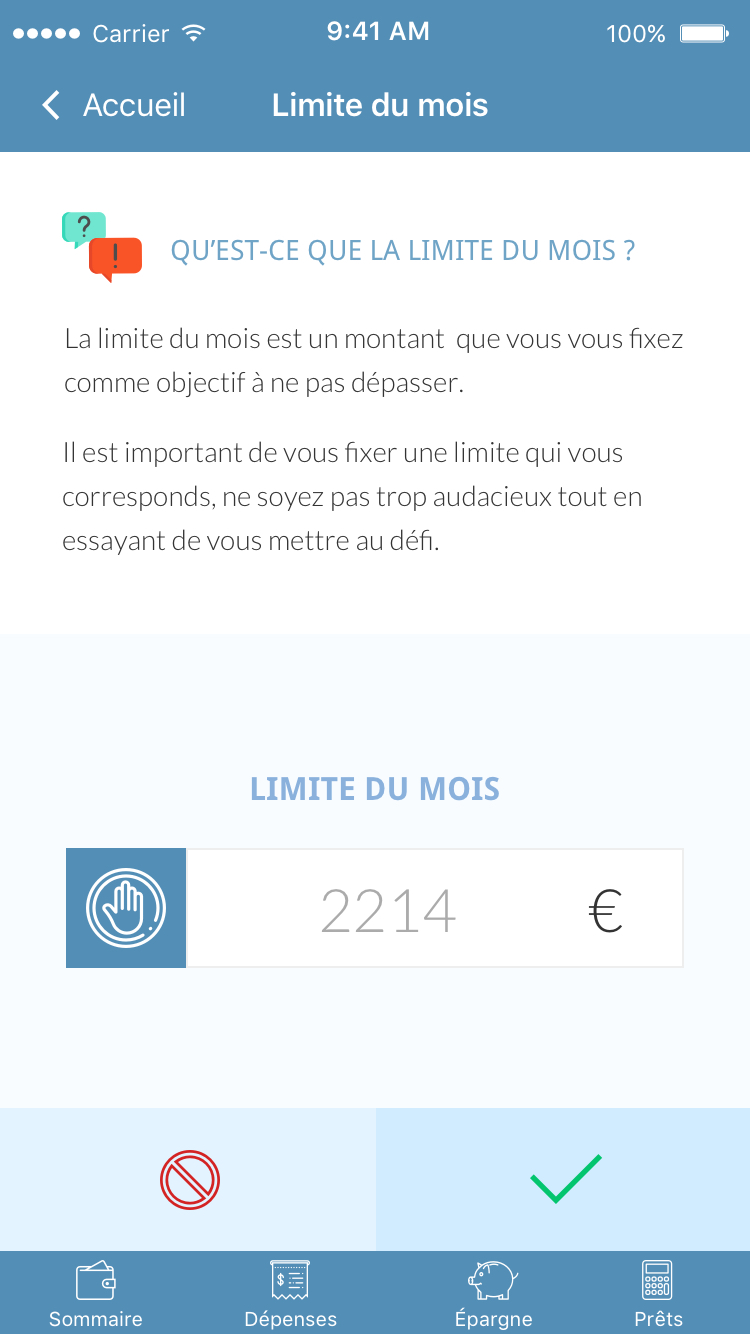 Carrier 9:41 AM 100%
Accueil Limite du mois
? !
QU’EST-CE QUE LA LIMITE DU MOIS ?
La limite du mois est un montant  que vous vous fixez
comme objectif à ne pas dépasser.
Il est important de vous fixer une limite qui vous
corresponds, ne soyez pas trop audacieux tout en
essayant de vous mettre au défi.
LIMITE DU MOIS
2214 €
$
Sommaire Dépenses Épargne Prêts